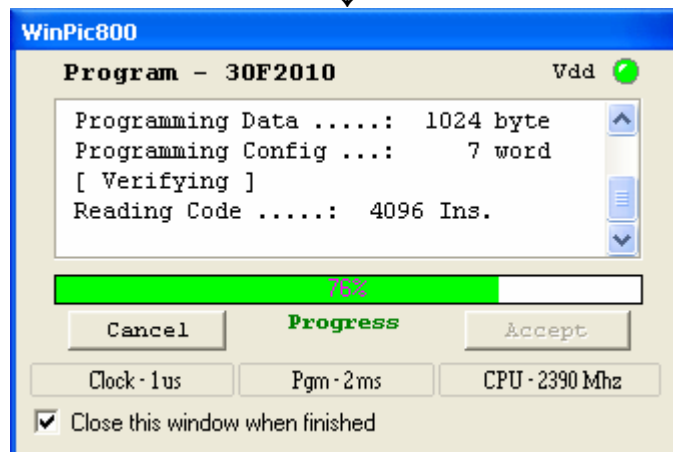 WinPic800
Program - 30F2010 Vdd
Programming Data .....: 1024 byte
Programming Config ...: 7 word
[ Verifying ]
Reading Code .....: 4096 Ins.
76%
Cancel Progress Accept
Clock - 1us Pgm - 2ms CPU - 2390 Mhz
Close this window when finished